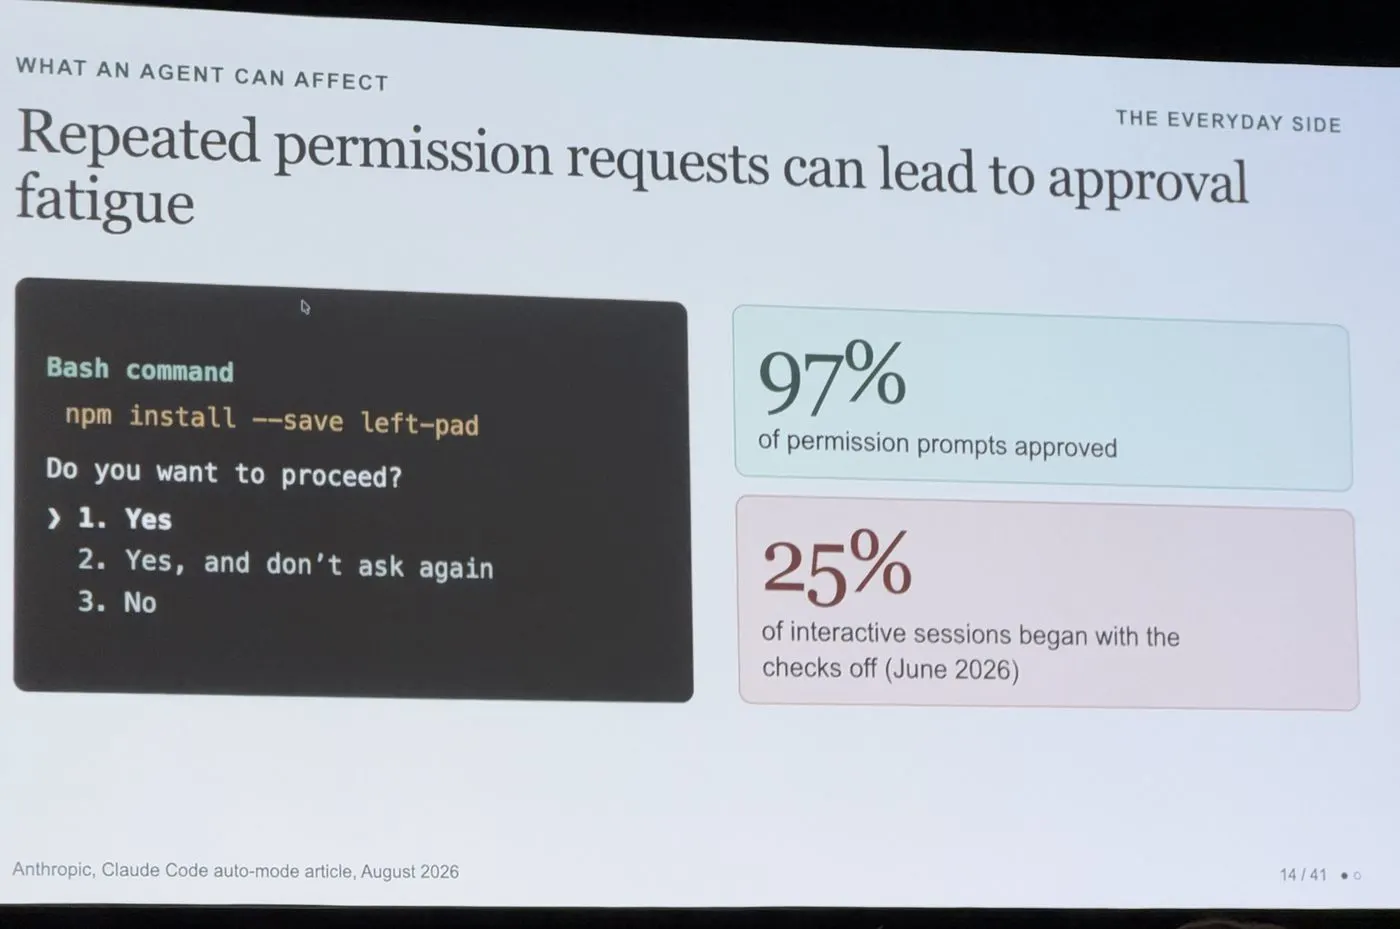 WHAT AN AGENT CAN AFFECT
THE EVERYDAY SIDE
Repeated permission requests can lead to approval
fatigue
Bash command
npm install --save left-pad
Do you want to proceed?
❯ 1. Yes
2. Yes, and don’t ask again
3. No
97%
of permission prompts approved
25%
of interactive sessions began with the
checks off (June 2026)
Anthropic, Claude Code auto-mode article, August 2026
14 / 41